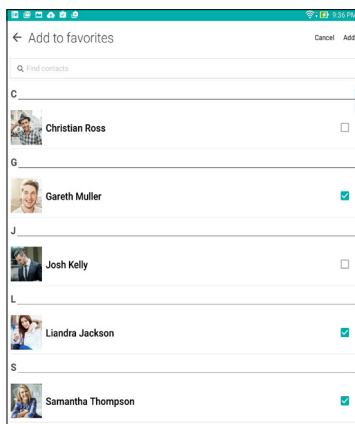 9:36 PM
Add to favorites
Cancel Add
Find contacts
C
Christian Ross
G
Gareth Muller
J
Josh Kelly
L
Liandra Jackson
S
Samantha Thompson